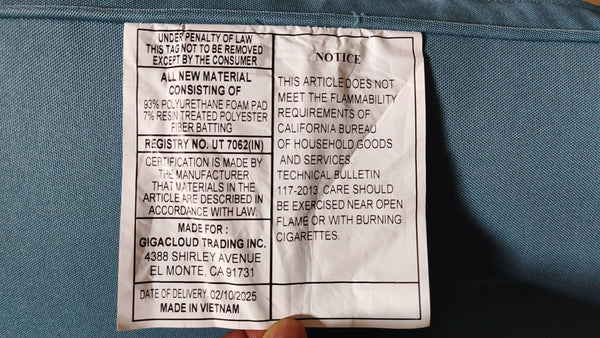 UNDER PENALTY OF LAW
THIS TAG NOT TO BE REMOVED
EXCEPT BY THE CONSUMER
ALL NEW MATERIAL
CONSISTING OF
93% POLYURETHANE FOAM PAD
7% RESIN TREATED POLYESTER
FIBER BATTING
REGISTRY NO. UT 7062(IN)
CERTIFICATION IS MADE BY
THE MANUFACTURER
THAT MATERIALS IN THE
ARTICLE ARE DESCRIBED IN
ACCORDANCE WITH LAW.
MADE FOR :
GIGACLOUD TRADING INC.
4388 SHIRLEY AVENUE
EL MONTE, CA 91731
DATE OF DELIVERY: 02/10/2025
MADE IN VIETNAM
NOTICE
THIS ARTICLE DOES NOT
MEET THE FLAMMABILITY
REQUIREMENTS OF
CALIFORNIA BUREAU
OF HOUSEHOLD GOODS
AND SERVICES
TECHNICAL BULLETIN
117-2013. CARE SHOULD
BE EXERCISED NEAR OPEN
FLAME OR WITH BURNING
CIGARETTES.